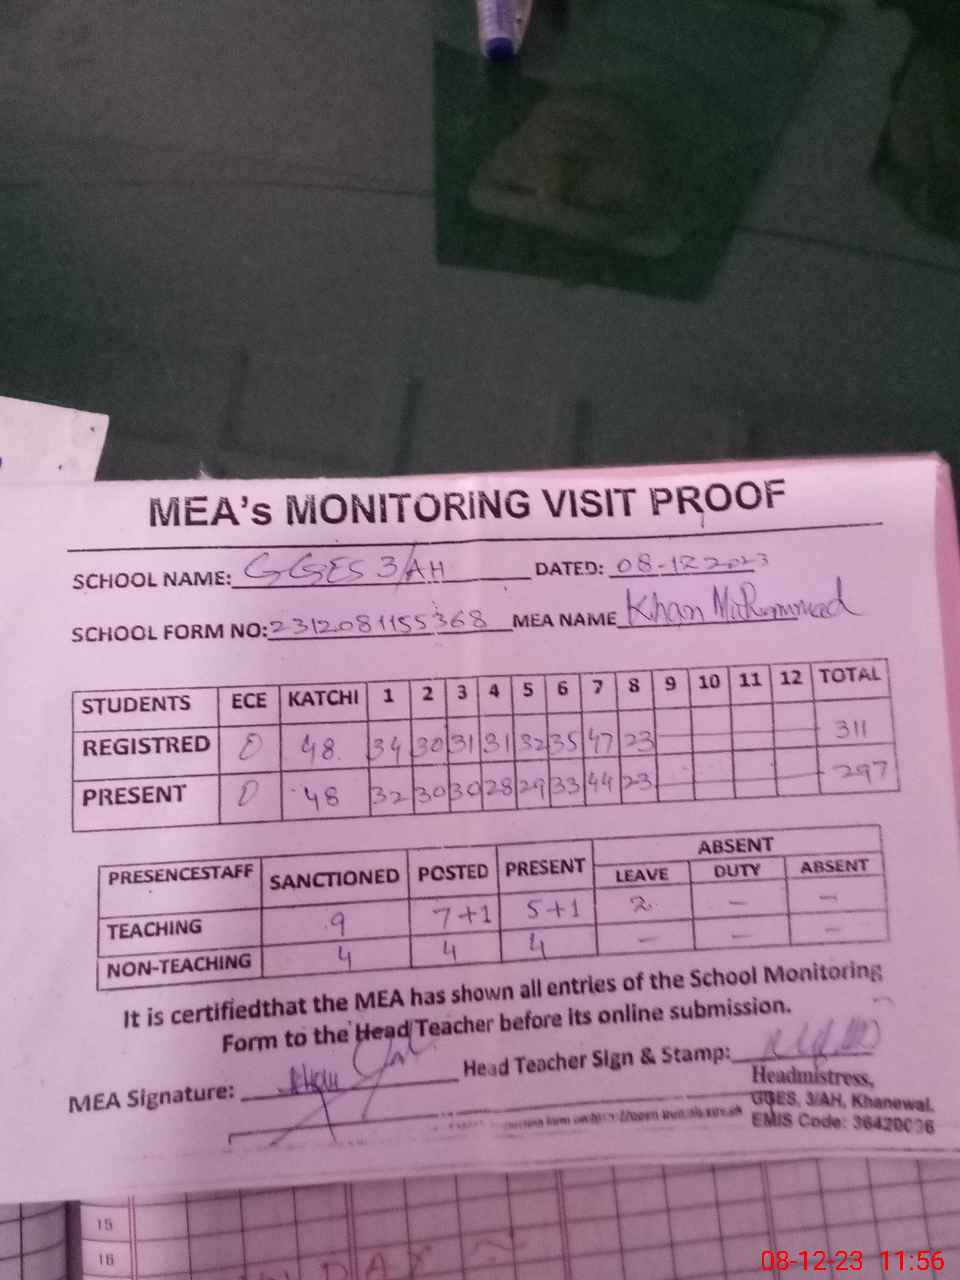 MEA's MONITORING VISIT PROOF
SCHOOL NAME: GGES 3/AH DATED: 08-12-2023
SCHOOL FORM NO: 2312081155368 MEA NAME Khan Muhammad
STUDENTS ECE KATCHI 1 2 3 4 5 6 7 8 9 10 11 12 TOTAL
REGISTRED 0 48 34 30 31 31 32 35 47 23 311
PRESENT 0 48 32 30 30 28 29 33 44 23 297
PRESENCESTAFF SANCTIONED POSTED PRESENT ABSENT
LEAVE DUTY ABSENT
TEACHING 9 7+1 5+1 2 - -
NON-TEACHING 4 4 4 - - -
It is certifiedthat the MEA has shown all entries of the School Monitoring
Form to the Head Teacher before its online submission.
MEA Signature: Head Teacher Sign & Stamp:
Headmistress,
GGES, 3/AH, Khanewal.
EMIS Code:
15
16
08-12-23 11:56